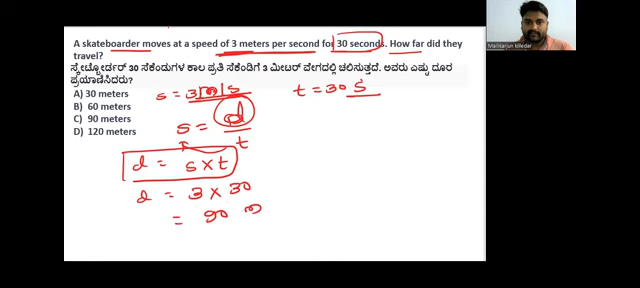 A skateboarder moves at a speed of 3 meters per second for 30 seconds. How far did they
travel?
ಸ್ಕೇಟ್ಬೋರ್ಡರ್ 30 ಸೆಕೆಂಡುಗಳ ಕಾಲ ಪ್ರತಿ ಸೆಕೆಂಡಿಗೆ 3 ಮೀಟರ್ ವೇಗದಲ್ಲಿ ಚಲಿಸುತ್ತದೆ. ಅವರು ಎಷ್ಟು ದೂರ
ಪ್ರಯಾಣಿಸಿದರು?
A) 30 meters
B) 60 meters
C) 90 meters
D) 120 meters
s = 3m/s
t = 30 s
s = d/t
d = s x t
d = 3 x 30
= 90 m
Mallikarjun Idledar